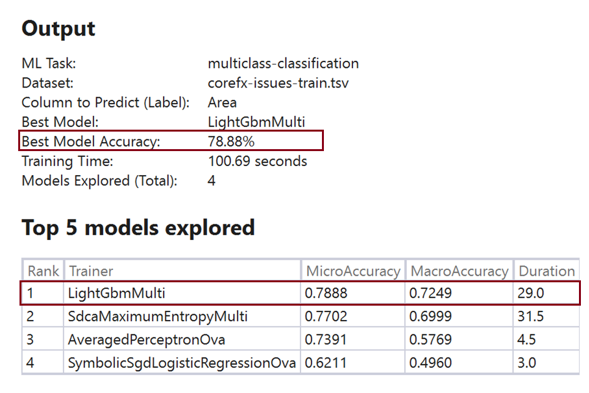 Output
ML Task: multiclass-classification
Dataset: corefx-issues-train.tsv
Column to Predict (Label): Area
Best Model: LightGbmMulti
Best Model Accuracy: 78.88%
Training Time: 100.69 seconds
Models Explored (Total): 4
Top 5 models explored
Rank Trainer MicroAccuracy MacroAccuracy Duration
1 LightGbmMulti 0.7888 0.7249 29.0
2 SdcaMaximumEntropyMulti 0.7702 0.6999 31.5
3 AveragedPerceptronOva 0.7391 0.5769 4.5
4 SymbolicSgdLogisticRegressionOva 0.6211 0.4960 3.0